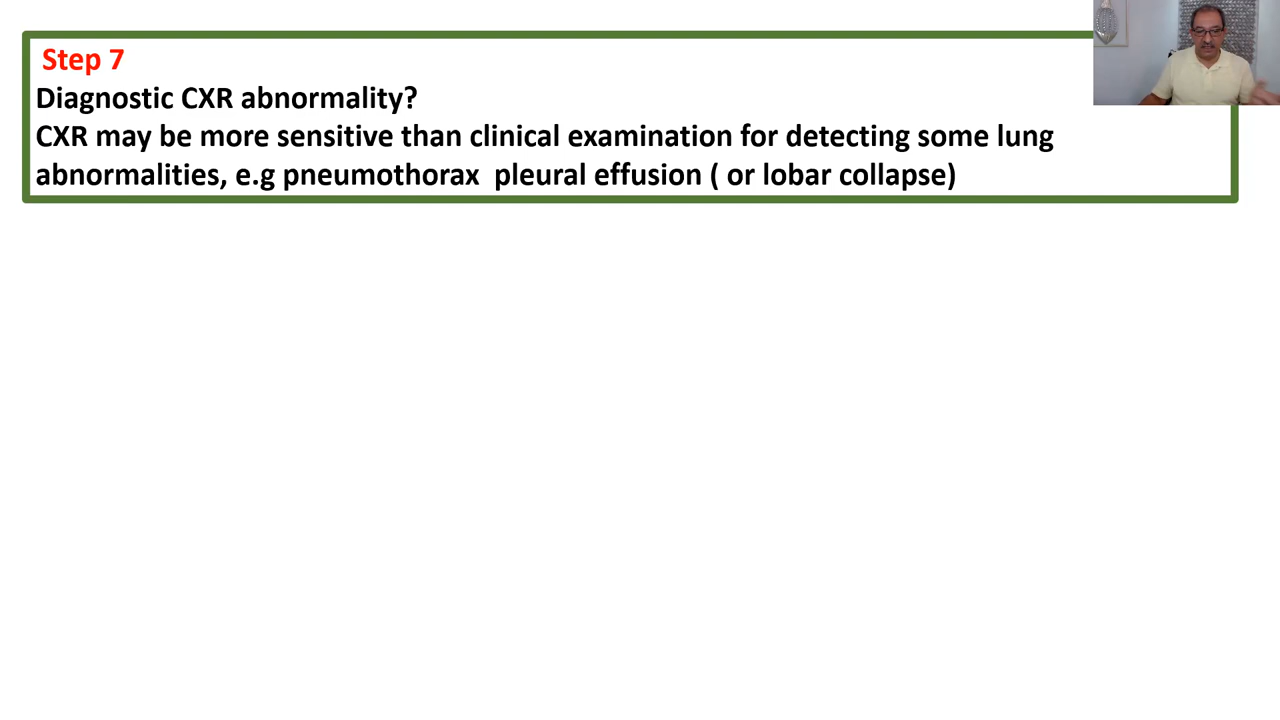 Step 7
Diagnostic CXR abnormality?
CXR may be more sensitive than clinical examination for detecting some lung
abnormalities, e.g pneumothorax  pleural effusion ( or lobar collapse)